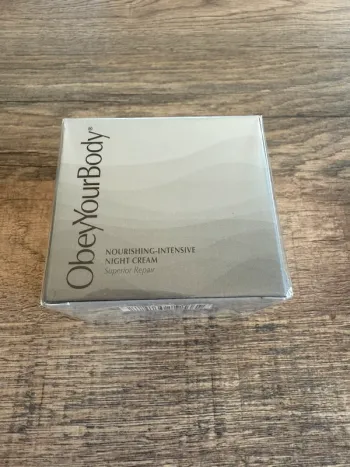 ObeyYourBody®
NOURISHING-INTENSIVE
NIGHT CREAM
Superior Repair